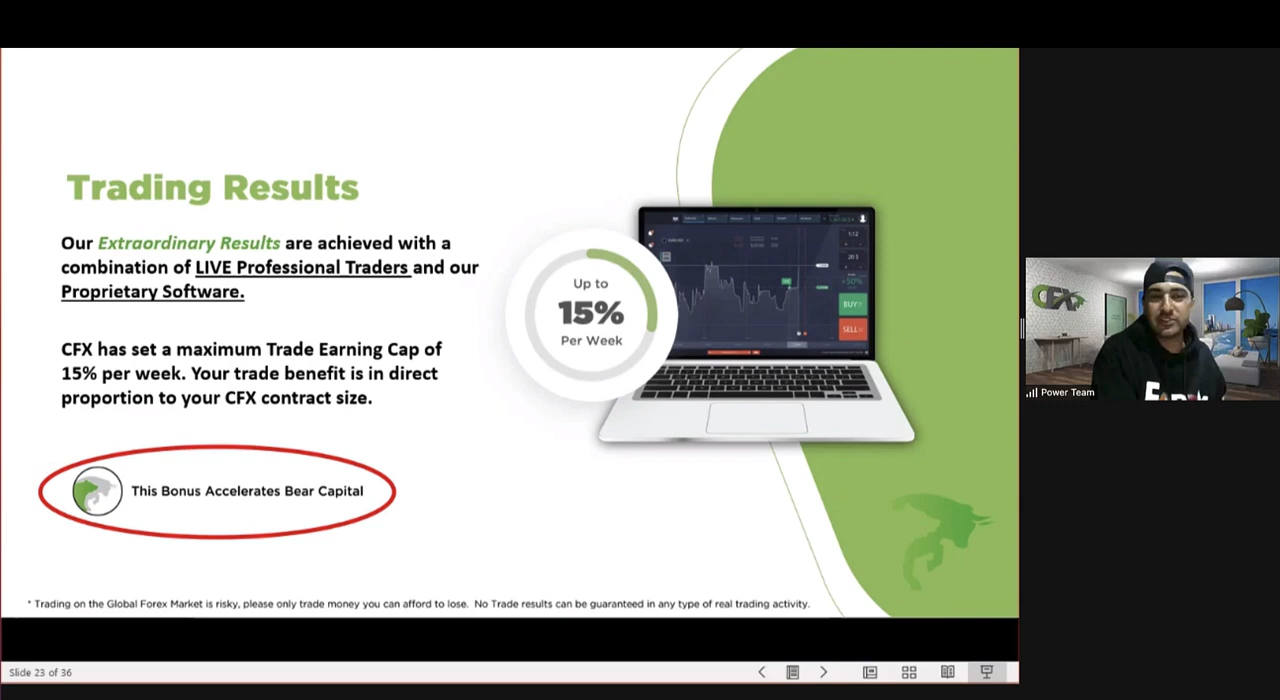 Trading Results
Our Extraordinary Results are achieved with a
combination of LIVE Professional Traders and our
Proprietary Software.
CFX has set a maximum Trade Earning Cap of
15% per week. Your trade benefit is in direct
proportion to your CFX contract size.
This Bonus Accelerates Bear Capital
Up to
15%
Per Week
1:12
BUY
SELL
* Trading on the Global Forex Market is risky, please only trade money you can afford to lose. No Trade results can be guaranteed in any type of real trading activity.
CFX
Power Team
Slide 23 of 36